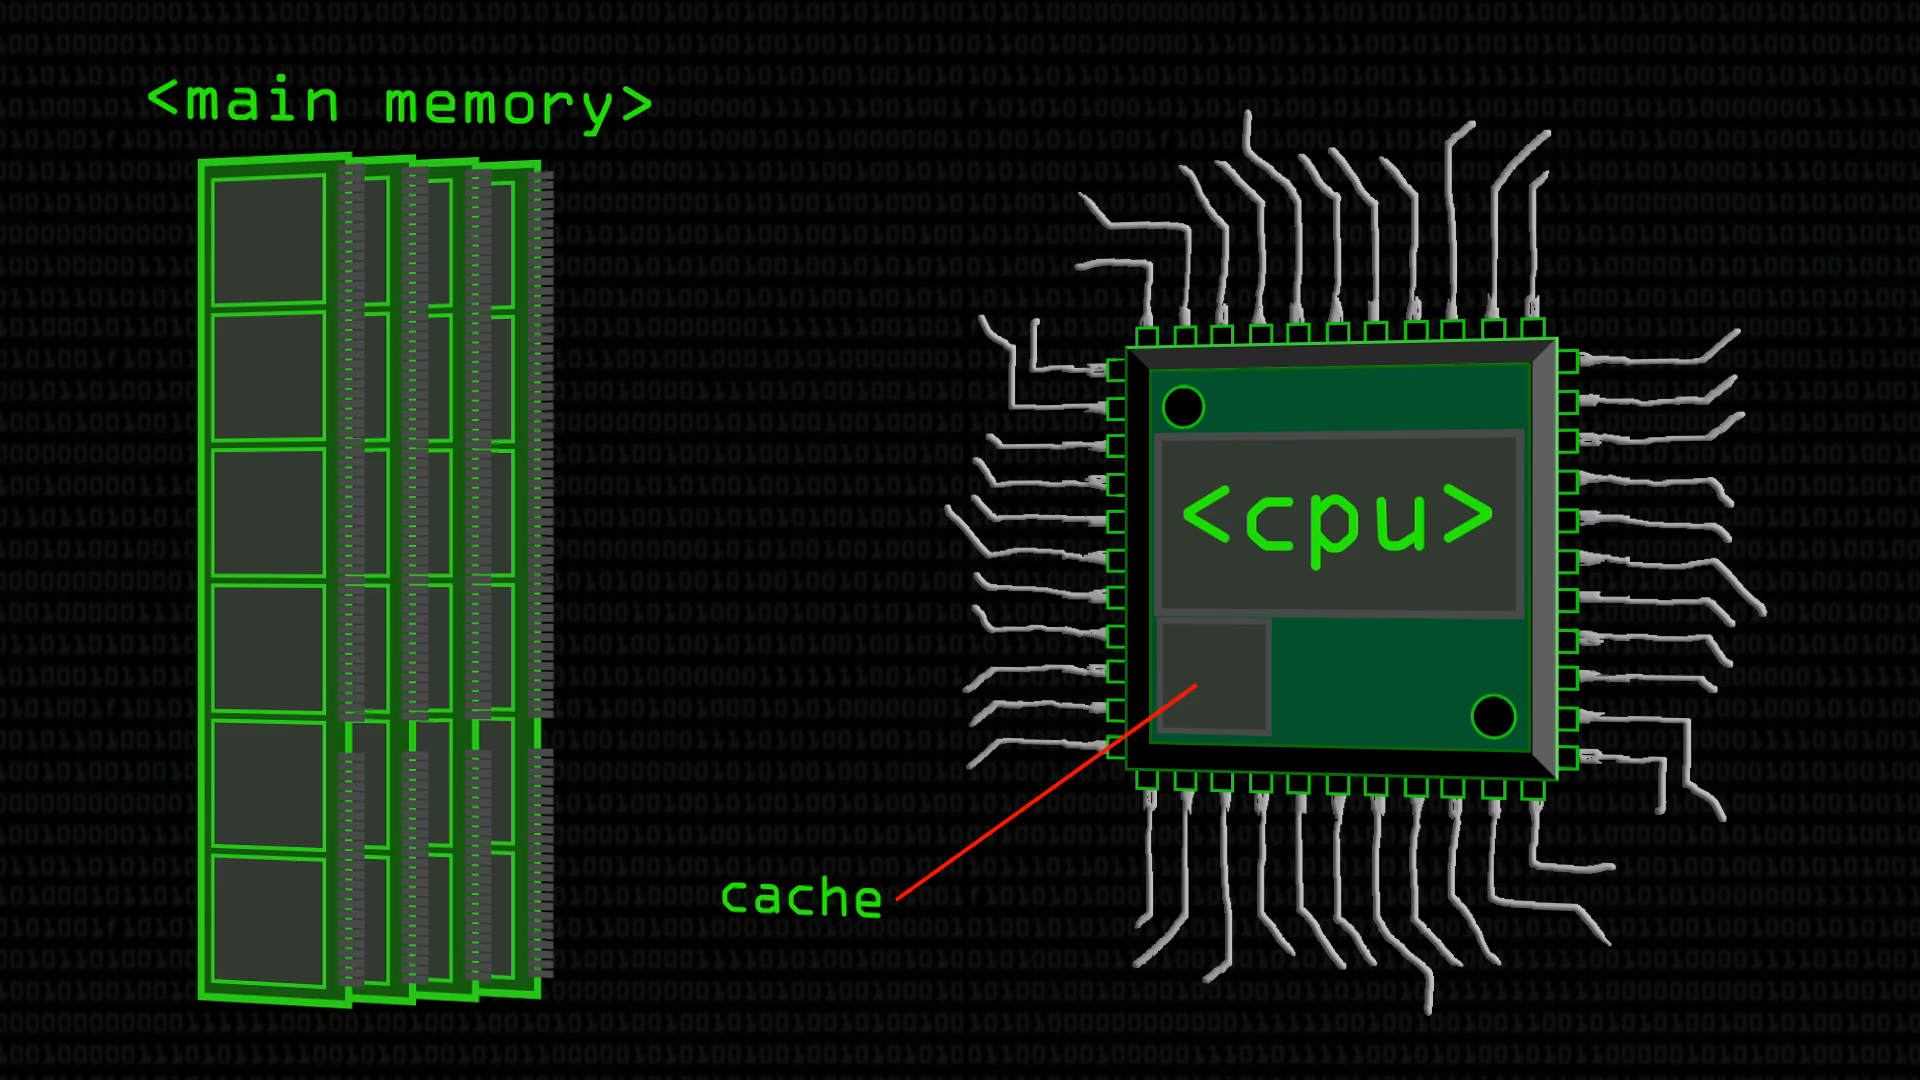 <main memory>
<cpu>
cache